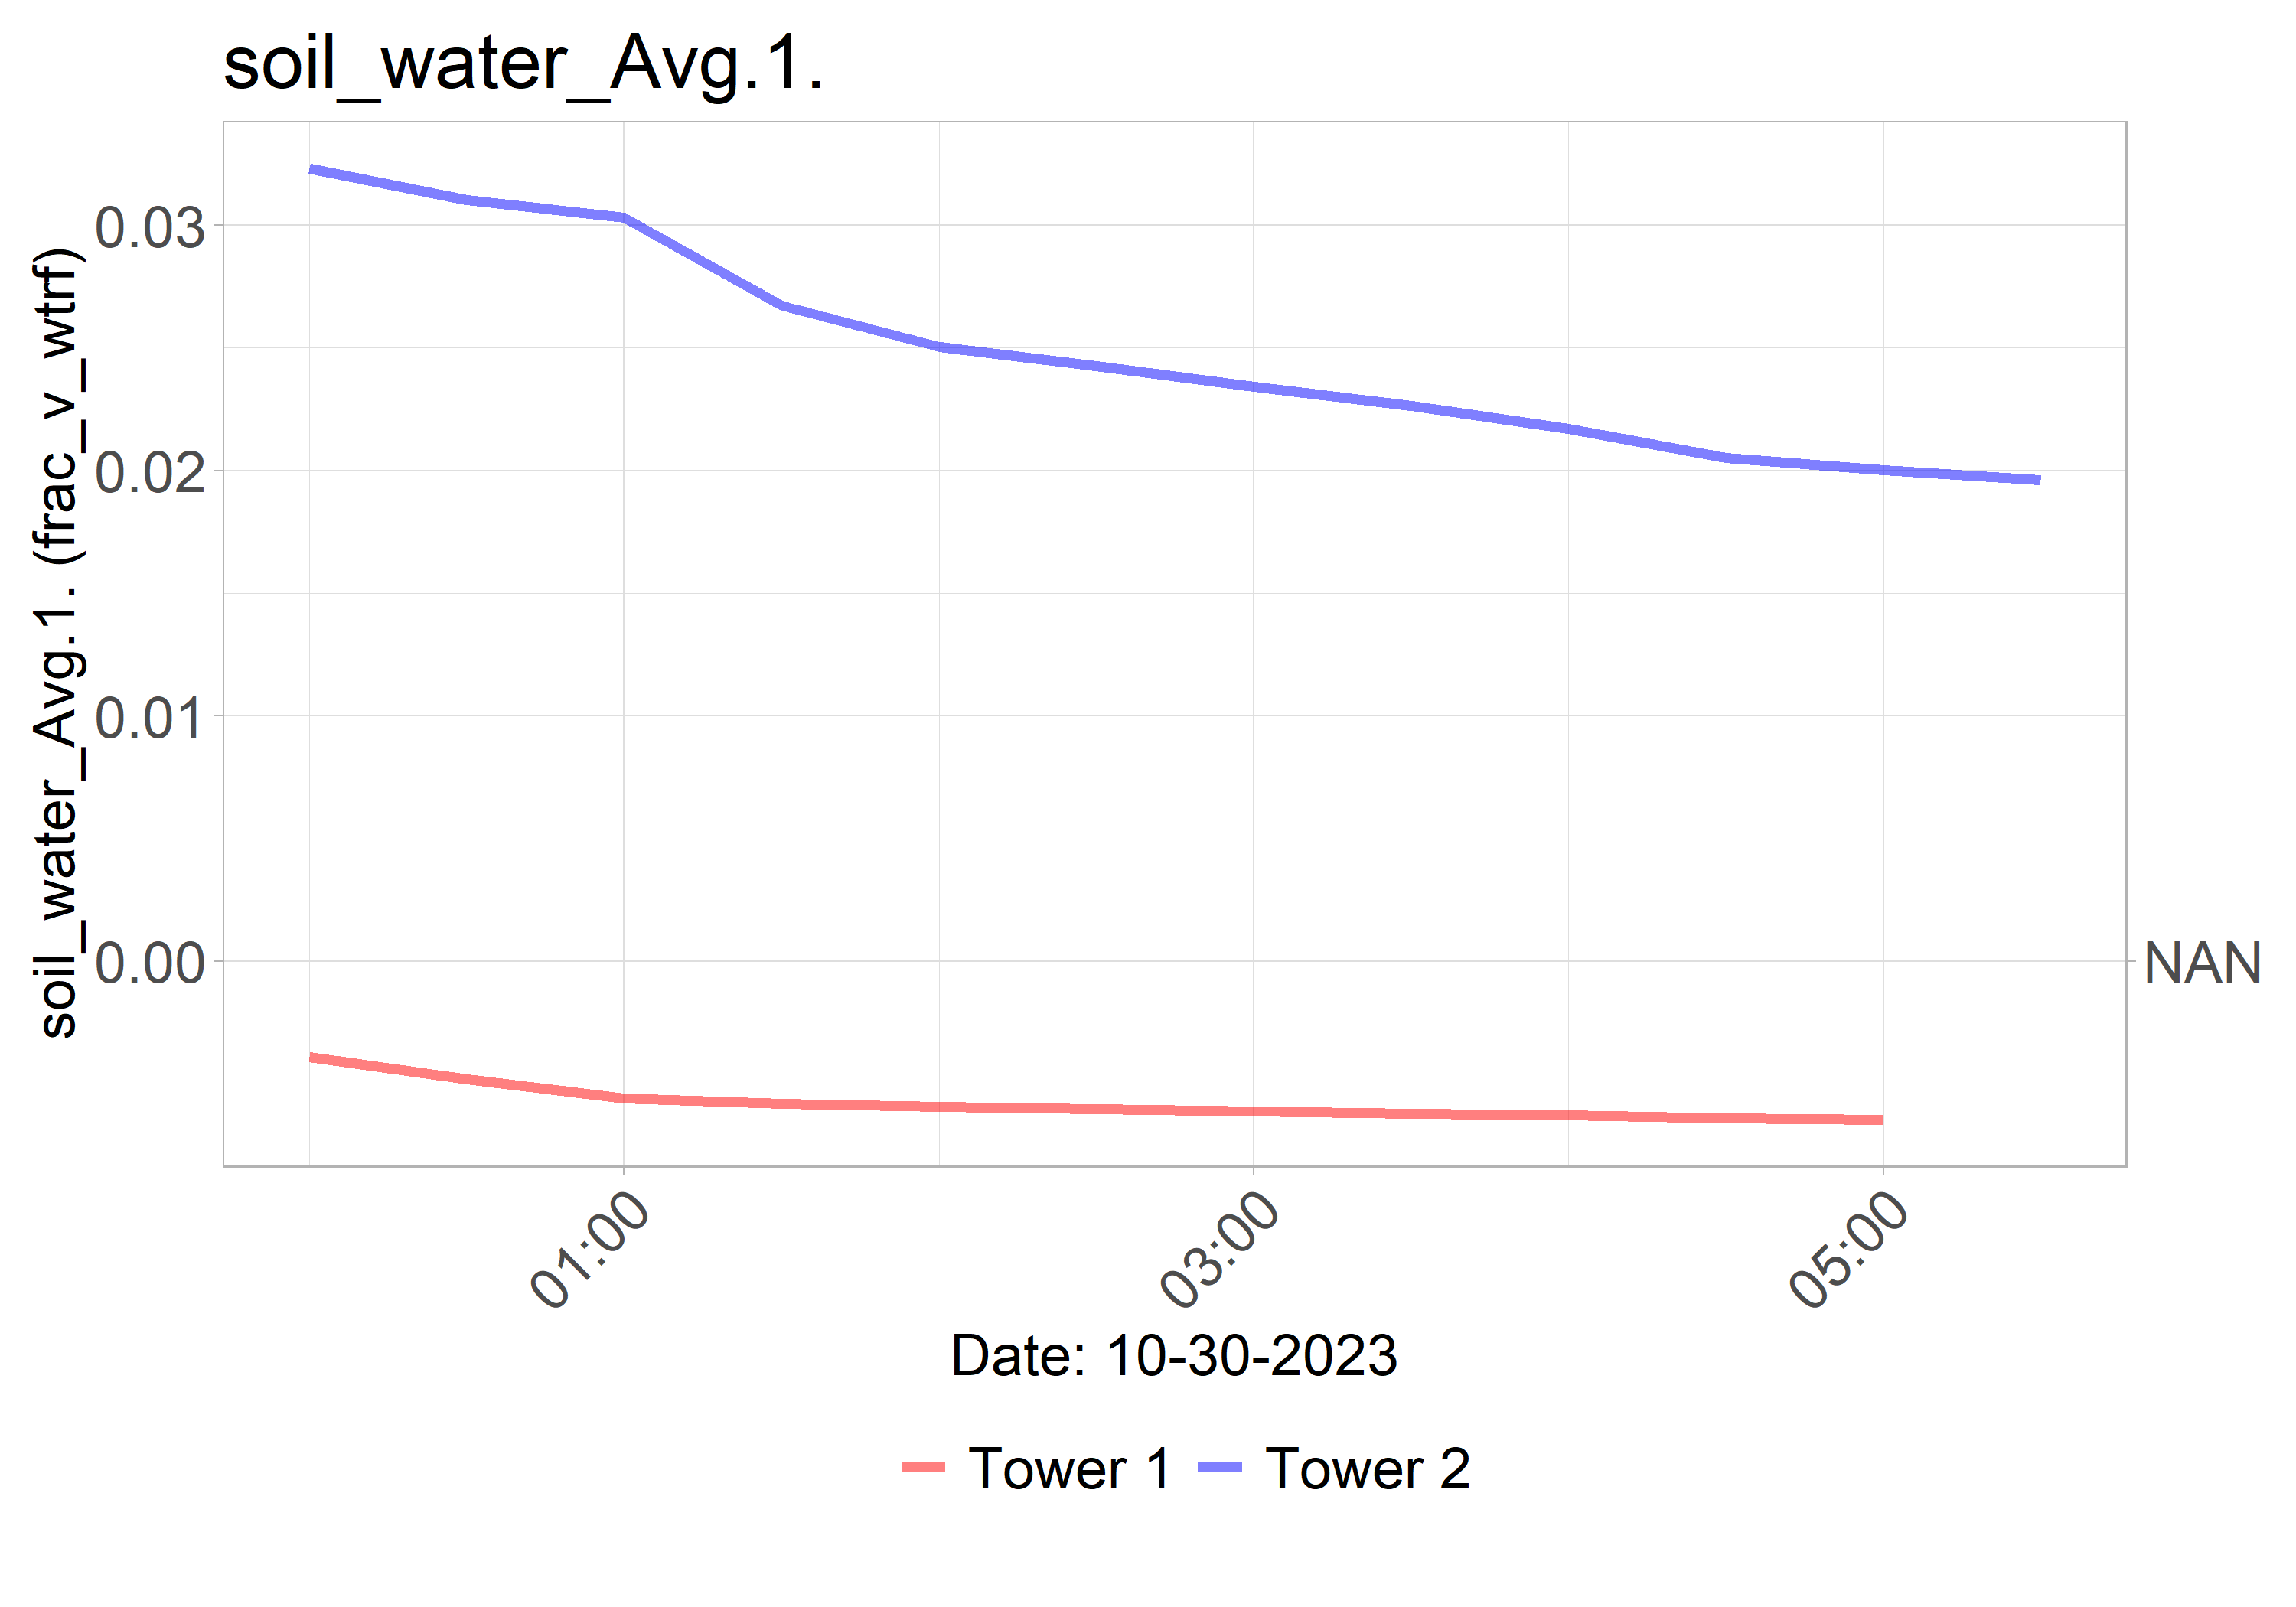 soil_water_Avg.1.
soil_water_Avg.1. (frac_v_wtrf)
0.03
0.02
0.01
0.00
NAN
01:00
03:00
05:00
Date: 10-30-2023
Tower 1
Tower 2